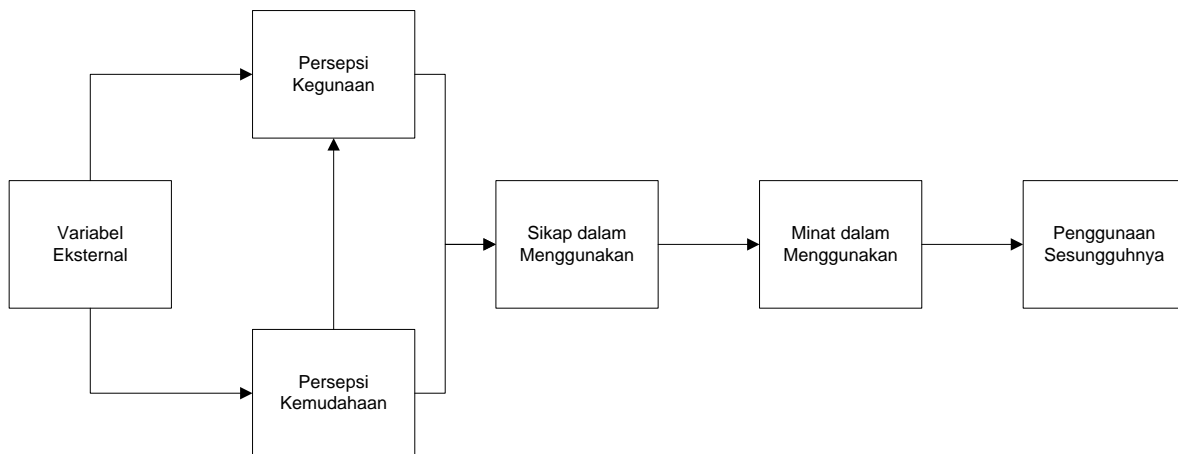 Persepsi
Kegunaan
Variabel
Eksternal
Sikap dalam
Menggunakan
Minat dalam
Menggunakan
Penggunaan
Sesungguhnya
Persepsi
Kemudahaan